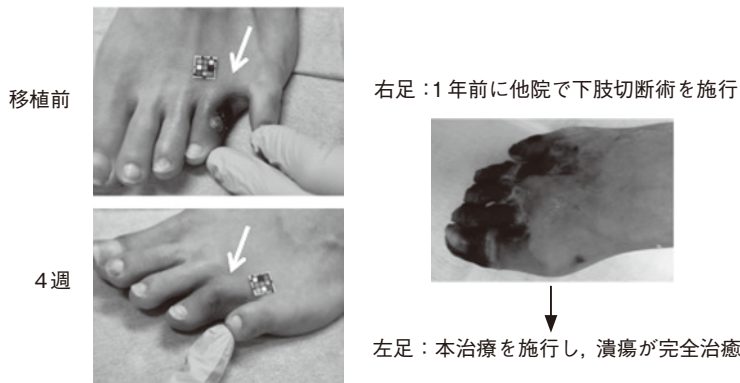 移植前
4週
右足：1年前に他院で下肢切断術を施行
左足：本治療を施行し，潰瘍が完全治癒